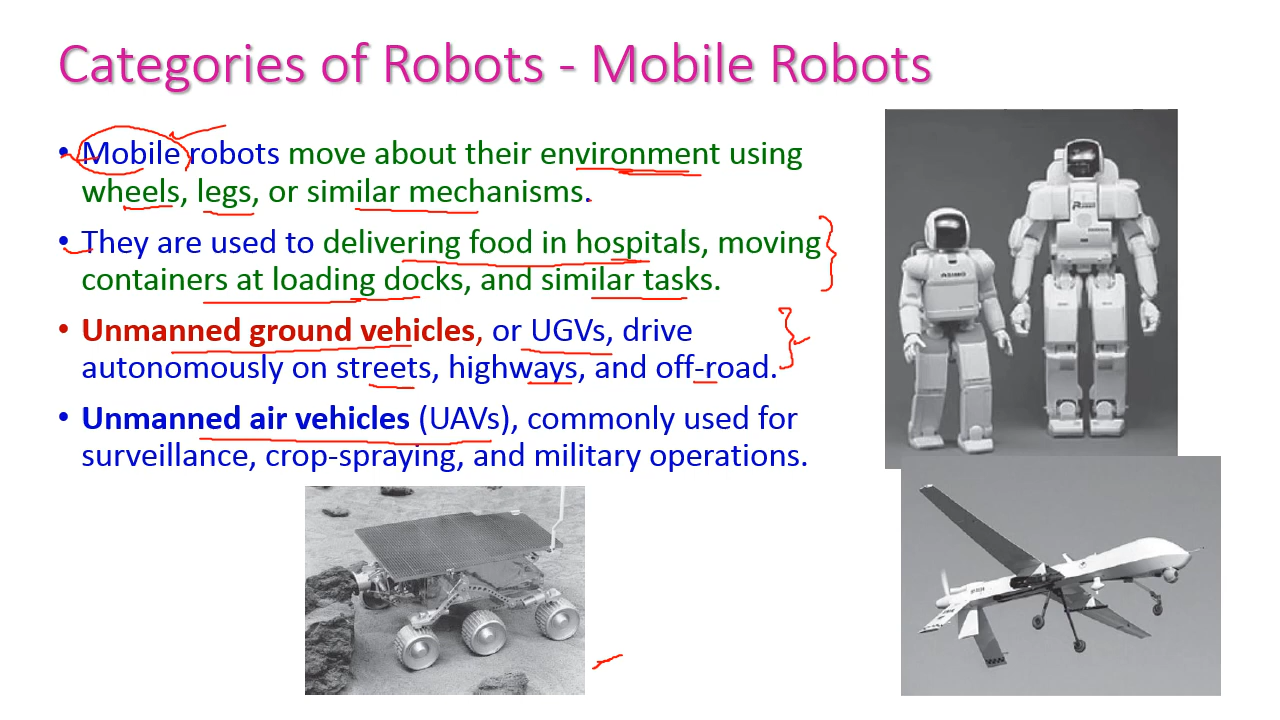 Categories of Robots - Mobile Robots
• Mobile robots move about their environment using
wheels, legs, or similar mechanisms.
• They are used to delivering food in hospitals, moving
containers at loading docks, and similar tasks.
• Unmanned ground vehicles, or UGVs, drive
autonomously on streets, highways, and off-road.
• Unmanned air vehicles (UAVs), commonly used for
surveillance, crop-spraying, and military operations.
ASIMO